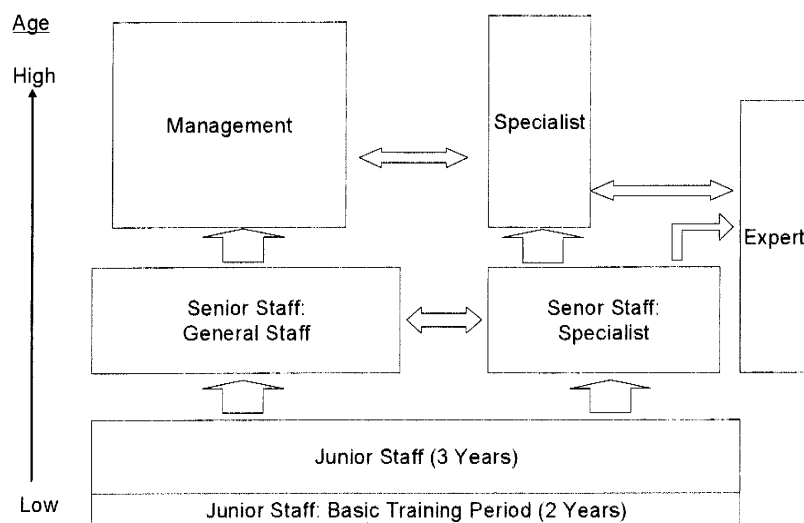 Age
High
Management
Specialist
Expert
Senior Staff:
General Staff
Senor Staff:
Specialist
Junior Staff (3 Years)
Low
Junior Staff: Basic Training Period (2 Years)